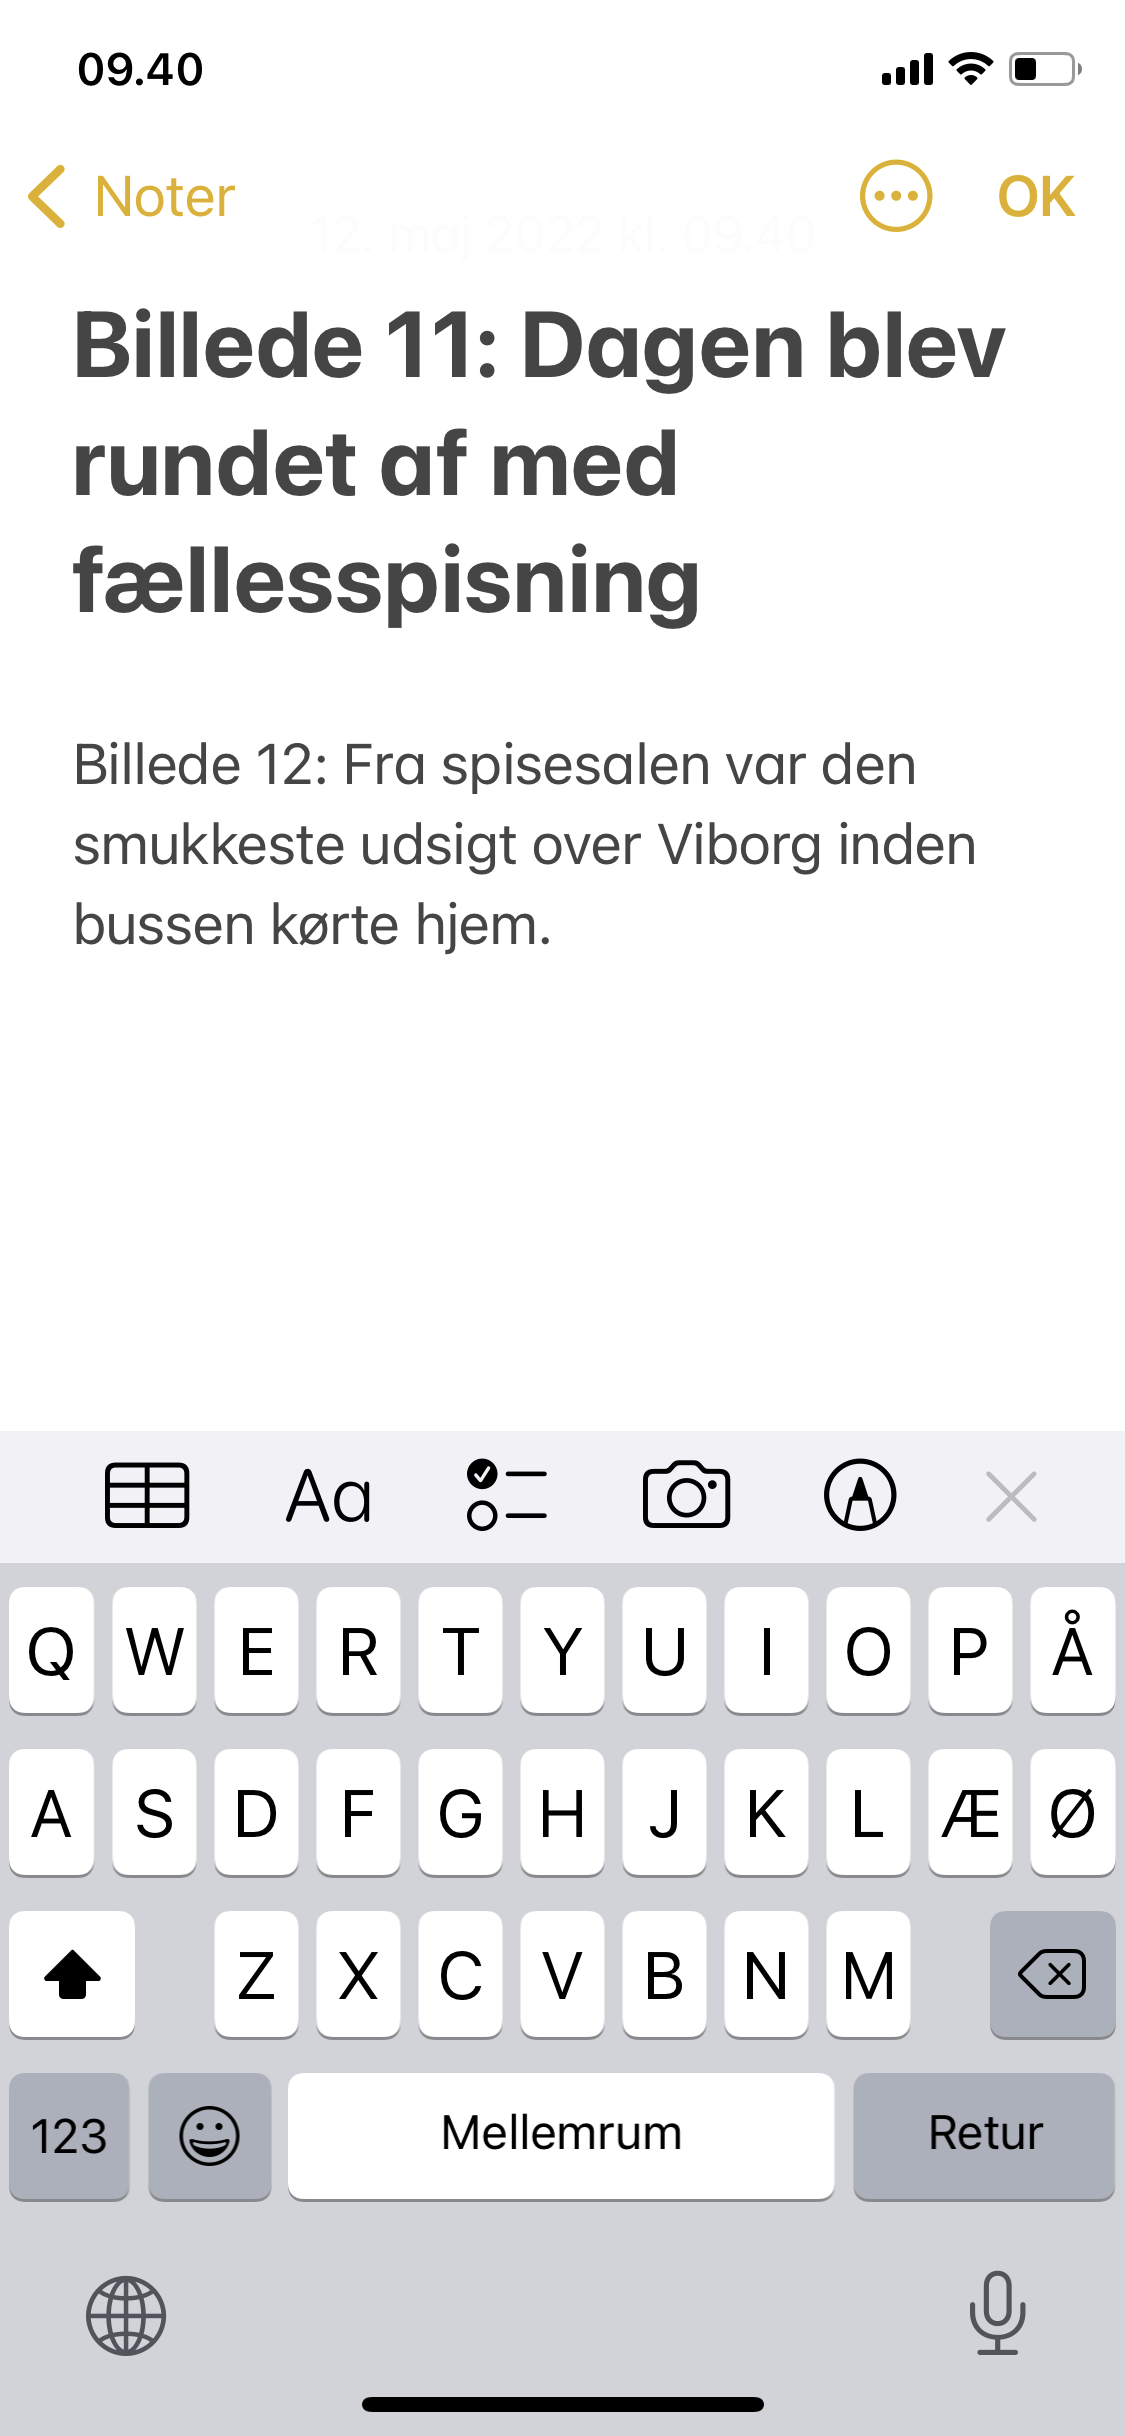 09.40
Noter
OK
12. maj 2022 kl. 09.40
Billede 11: Dagen blev
rundet af med
fællesspisning
Billede 12: Fra spisesalen var den
smukkeste udsigt over Viborg inden
bussen kørte hjem.
Aa
Q W E R T Y U I O P Å
A S D F G H J K L Æ Ø
Z X C V B N M
123 Mellemrum Retur